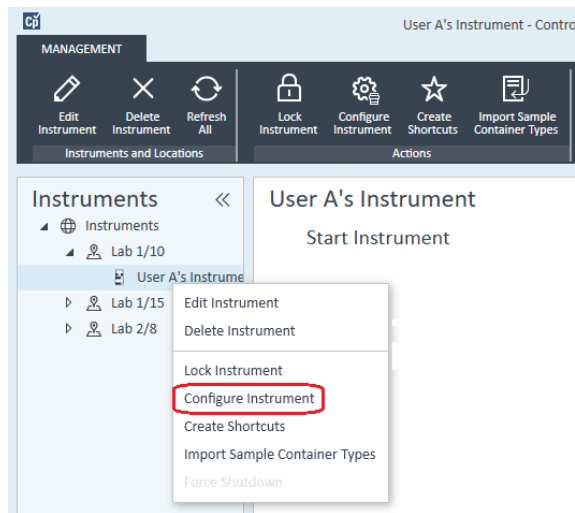 Cp
User A's Instrument - Contro
MANAGEMENT
Edit Instrument
Delete Instrument
Refresh All
Lock Instrument
Configure Instrument
Create Shortcuts
Import Sample Container Types
Instruments and Locations
Actions
Instruments
Instruments
Lab 1/10
User A's Instrume
Lab 1/15
Lab 2/8
User A's Instrument
Start Instrument
Edit Instrument
Delete Instrument
Lock Instrument
Configure Instrument
Create Shortcuts
Import Sample Container Types
Force Shutdown